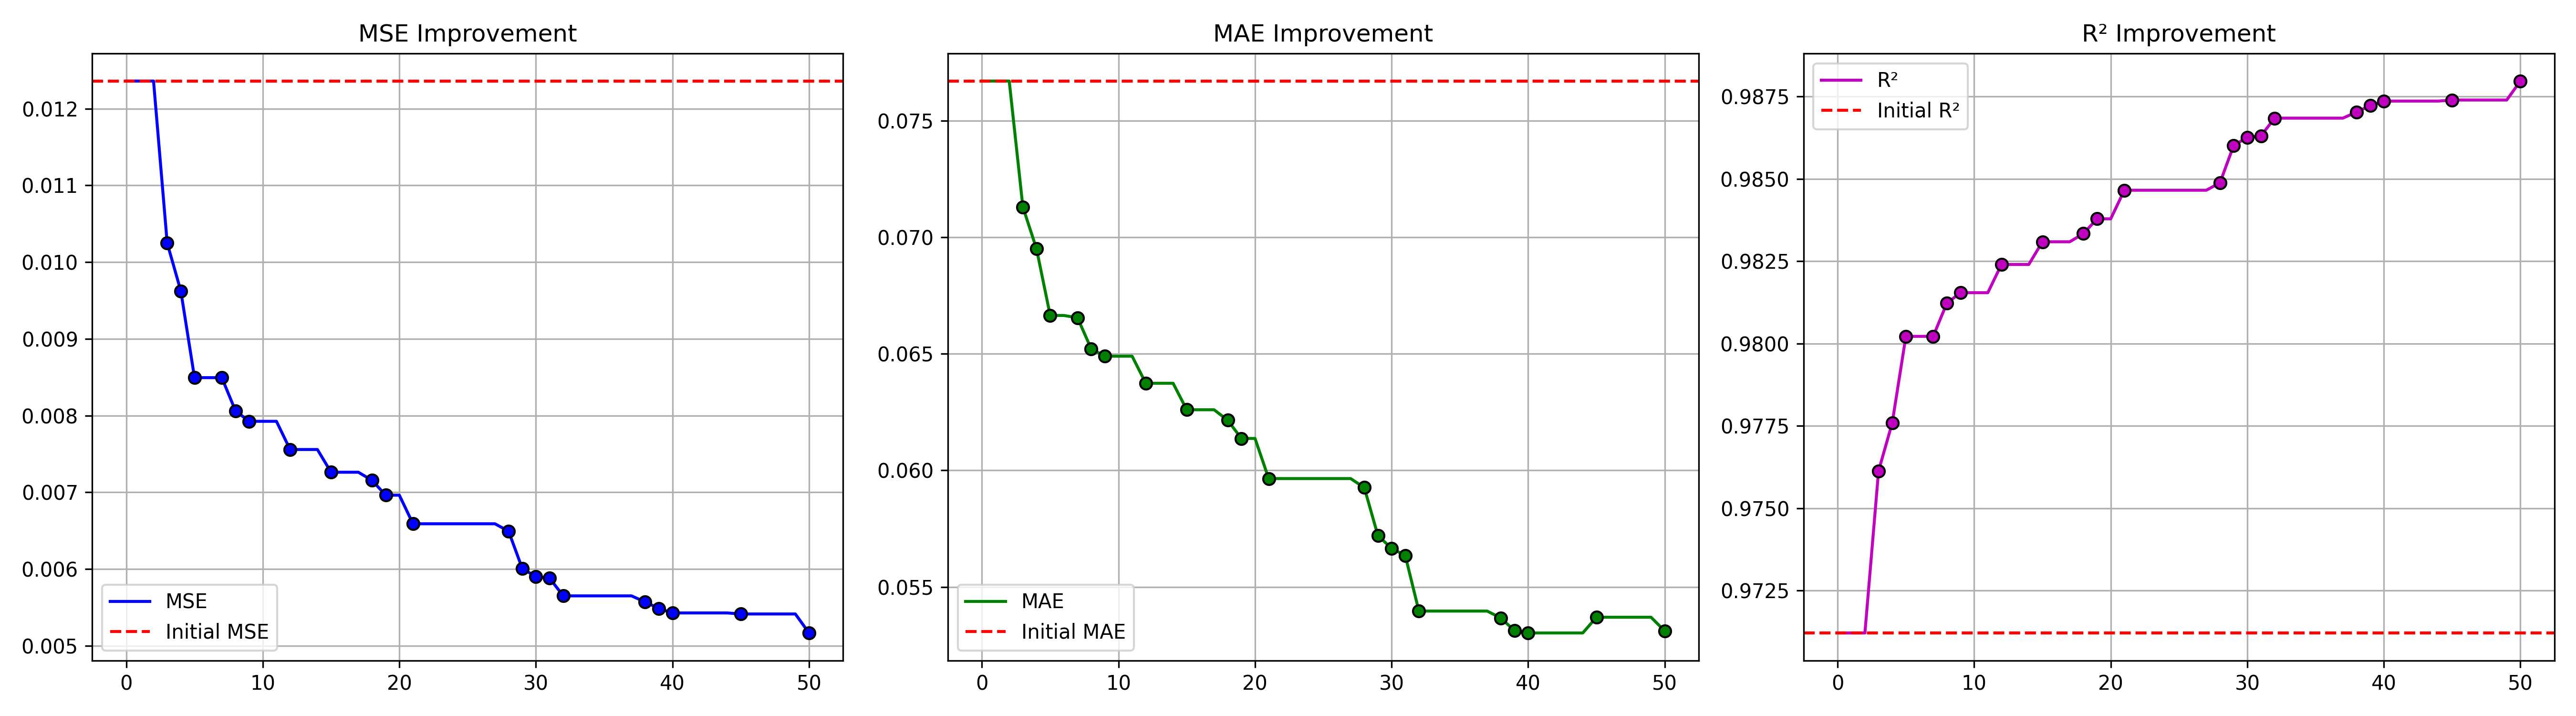 MSE Improvement
0.012
0.011
0.010
0.009
0.008
0.007
0.006
0.005
MSE
Initial MSE
0 10 20 30 40 50
MAE Improvement
0.075
0.070
0.065
0.060
0.055
MAE
Initial MAE
0 10 20 30 40 50
R² Improvement
R²
Initial R²
0.9875
0.9850
0.9825
0.9800
0.9775
0.9750
0.9725
0 10 20 30 40 50